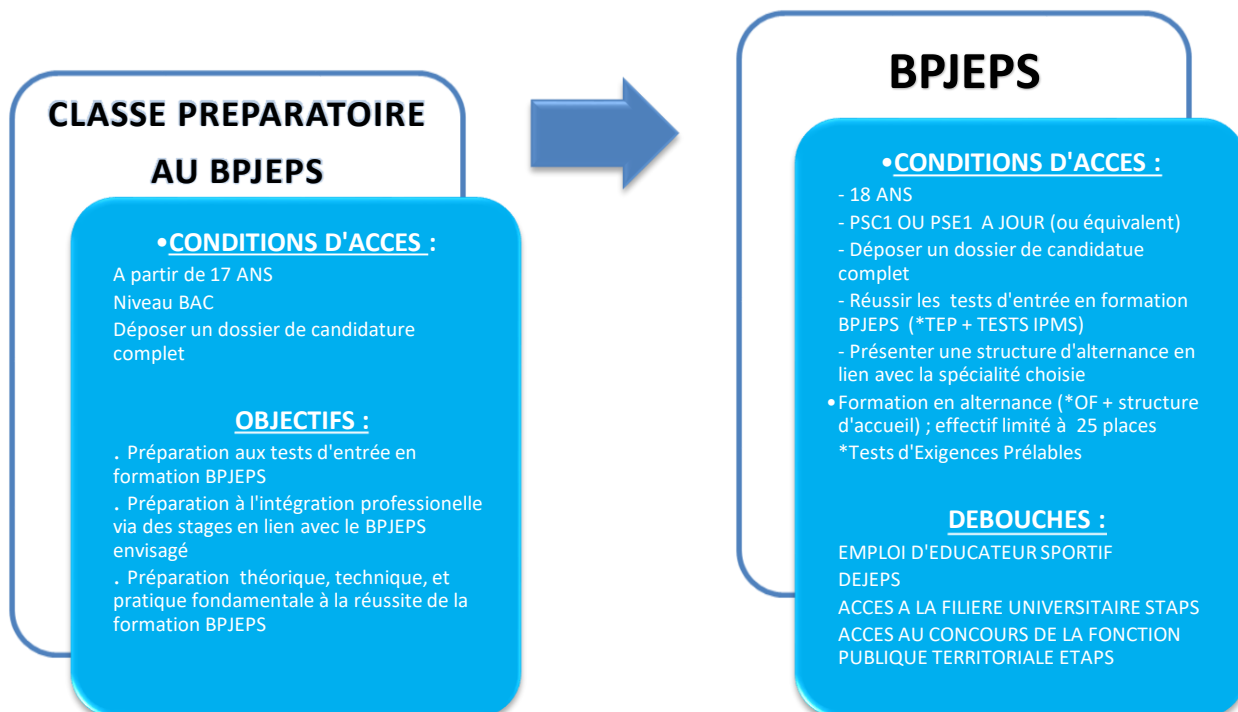 CLASSE PREPARATOIRE
AU BPJEPS
•CONDITIONS D'ACCES :
A partir de 17 ANS
Niveau BAC
Déposer un dossier de candidature
complet
OBJECTIFS :
. Préparation aux tests d'entrée en
formation BPJEPS
. Préparation à l'intégration professionelle
via des stages en lien avec le BPJEPS
envisagé
. Préparation théorique, technique, et
pratique fondamentale à la réussite de la
formation BPJEPS
BPJEPS
•CONDITIONS D'ACCES :
- 18 ANS
- PSC1 OU PSE1 A JOUR (ou équivalent)
- Déposer un dossier de candidatue
complet
- Réussir les tests d'entrée en formation
BPJEPS (*TEP + TESTS IPMS)
- Présenter une structure d'alternance en
lien avec la spécialité choisie
•Formation en alternance (*OF + structure
d'accueil) ; effectif limité à 25 places
*Tests d'Exigences Prélables
DEBOUCHES :
EMPLOI D'EDUCATEUR SPORTIF
DEJEPS
ACCES A LA FILIERE UNIVERSITAIRE STAPS
ACCES AU CONCOURS DE LA FONCTION
PUBLIQUE TERRITORIALE ETAPS